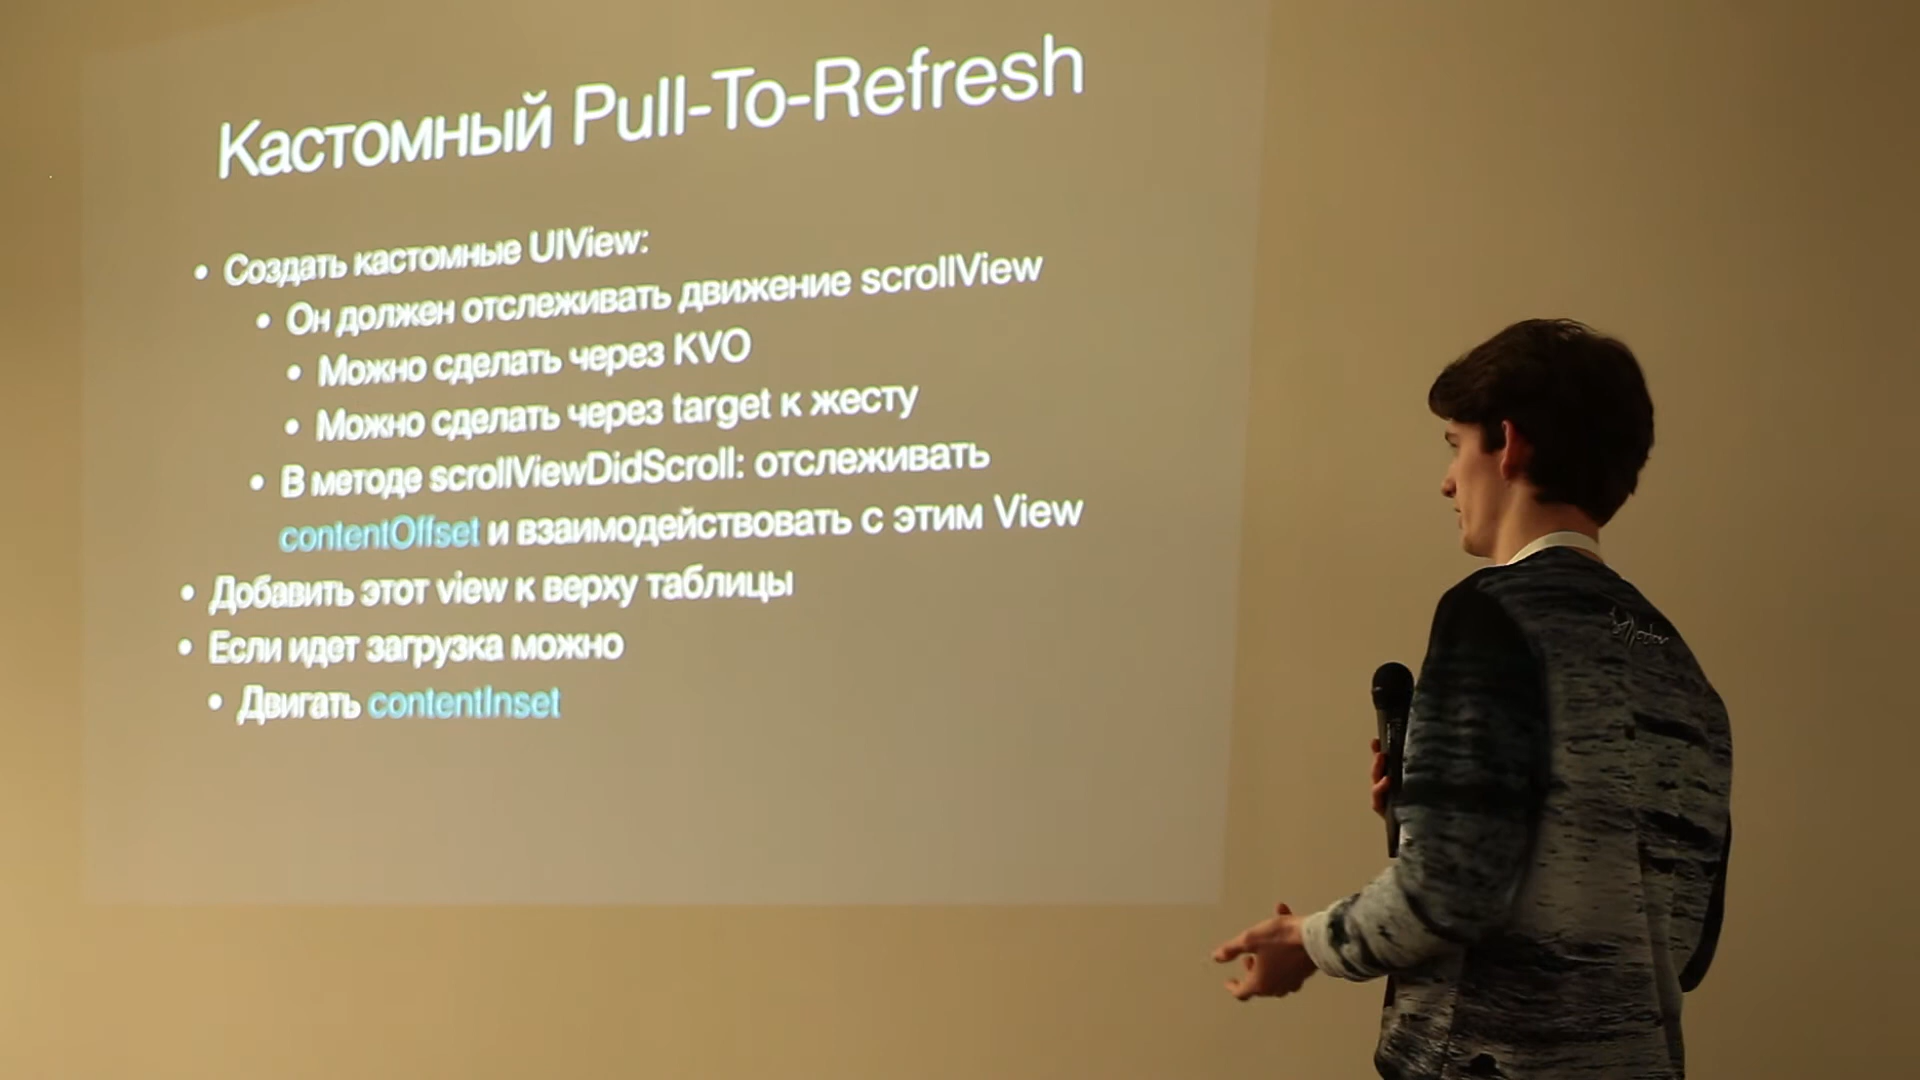 Кастомный Pull-To-Refresh
• Создать кастомные UIView:
• Он должен отслеживать движение scrollView
• Можно сделать через KVO
• Можно сделать через target к жесту
• В методе scrollViewDidScroll: отслеживать
contentOffset и взаимодействовать с этим View
• Добавить этот view к верху таблицы
• Если идет загрузка можно
• Двигать contentInset